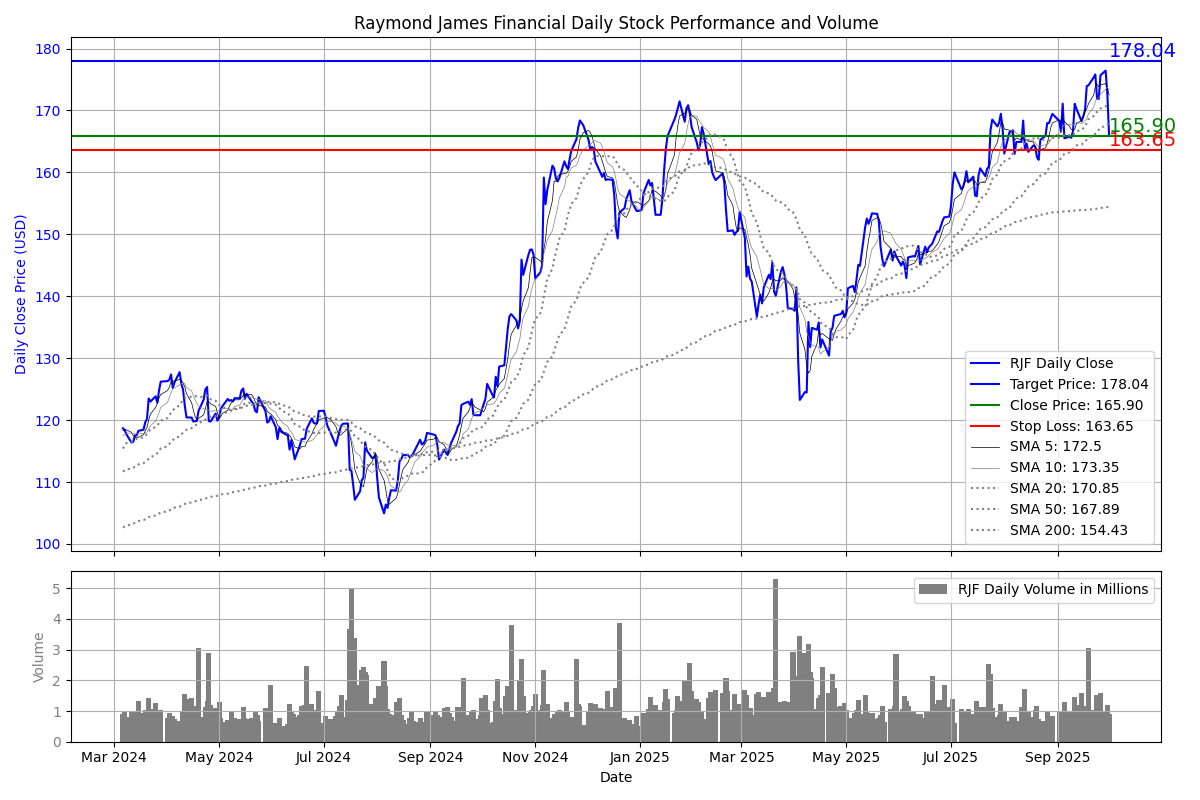 Raymond James Financial Daily Stock Performance and Volume
180
170
160
150
140
130
120
110
100
Daily Close Price (USD)
178.04
165.90
163.65
RJF Daily Close
Target Price: 178.04
Close Price: 165.90
Stop Loss: 163.65
SMA 5: 172.5
SMA 10: 173.35
SMA 20: 170.85
SMA 50: 167.89
SMA 200: 154.43
5
4
3
2
1
0
Volume
RJF Daily Volume in Millions
Mar 2024 May 2024 Jul 2024 Sep 2024 Nov 2024 Jan 2025 Mar 2025 May 2025 Jul 2025 Sep 2025
Date